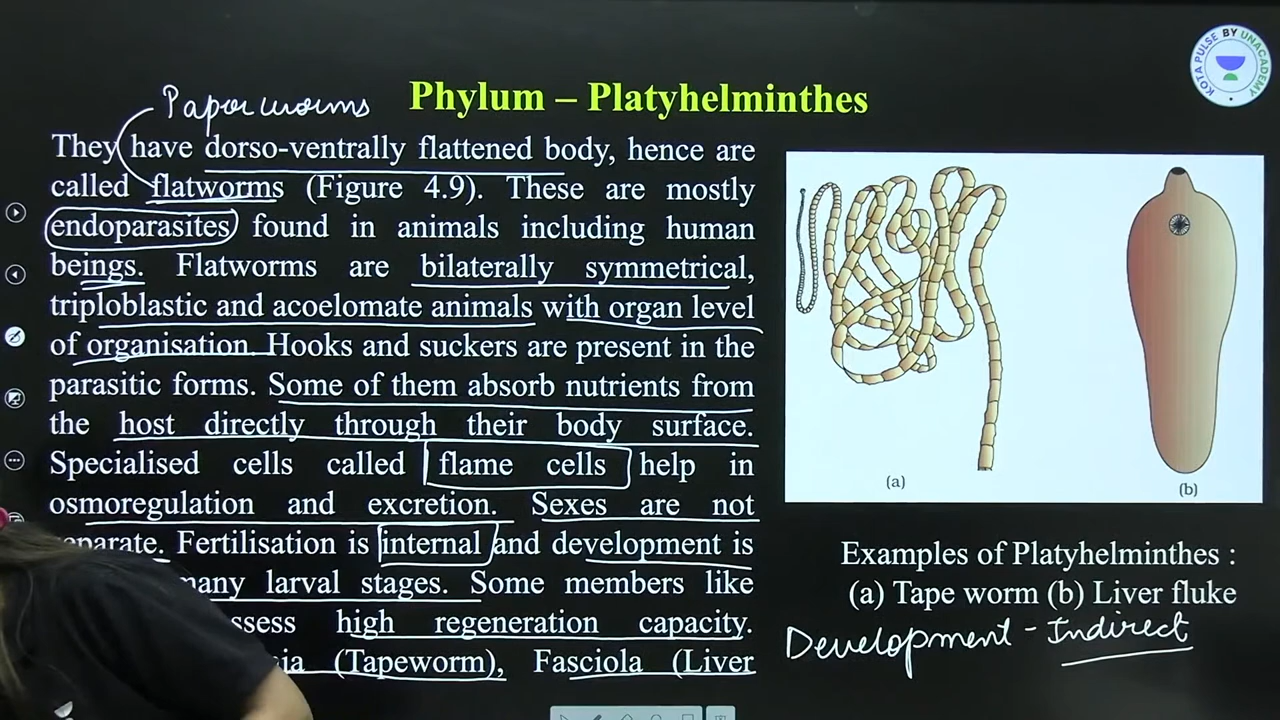 KOTA PULSE BY UNACADEMY
Paper worms
Phylum – Platyhelminthes
They have dorso-ventrally flattened body, hence are
called flatworms (Figure 4.9). These are mostly
endoparasites found in animals including human
beings. Flatworms are bilaterally symmetrical,
triploblastic and acoelomate animals with organ level
of organisation. Hooks and suckers are present in the
parasitic forms. Some of them absorb nutrients from
the host directly through their body surface.
Specialised cells called flame cells help in
osmoregulation and excretion. Sexes are not
separate. Fertilisation is internal and development is
many larval stages. Some members like
high regeneration capacity.
(Tapeworm), Fasciola (Liver
(a)
(b)
Examples of Platyhelminthes :
(a) Tape worm (b) Liver fluke
Development - Indirect